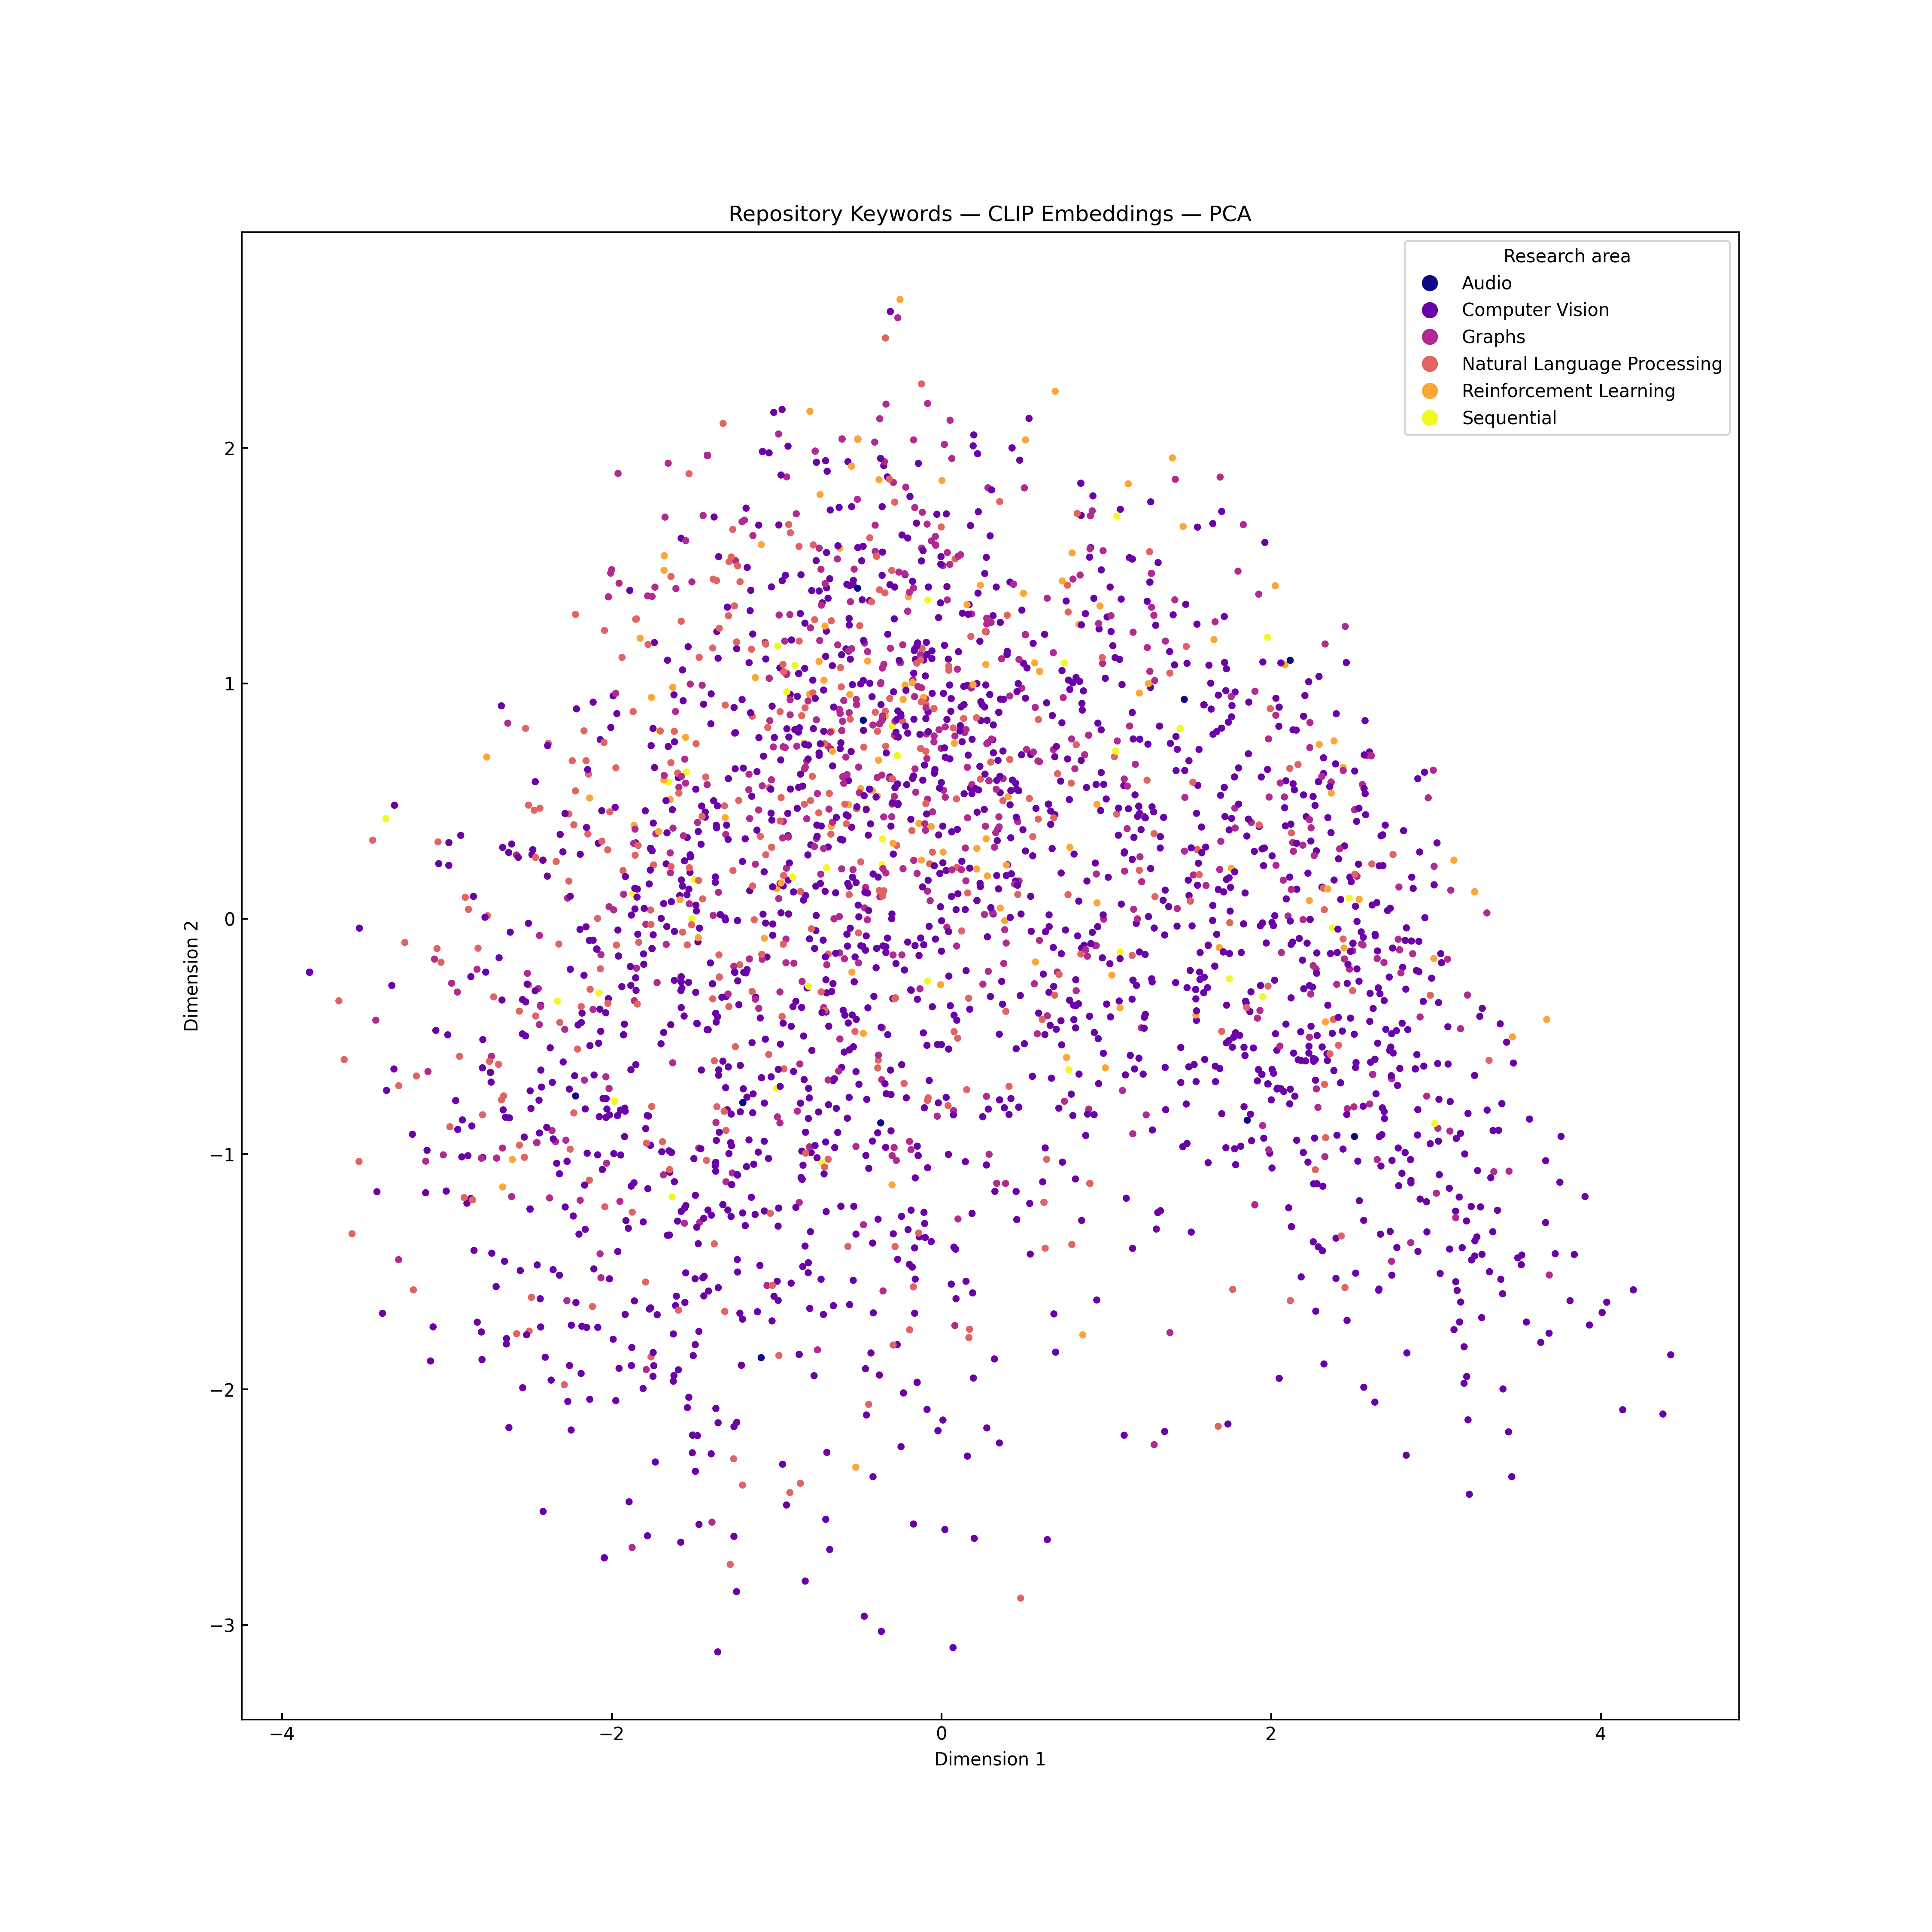 Repository Keywords — CLIP Embeddings — PCA
Research area
Audio
Computer Vision
Graphs
Natural Language Processing
Reinforcement Learning
Sequential
2
1
0
−1
−2
−3
Dimension 2
−4
−2
0
2
4
Dimension 1